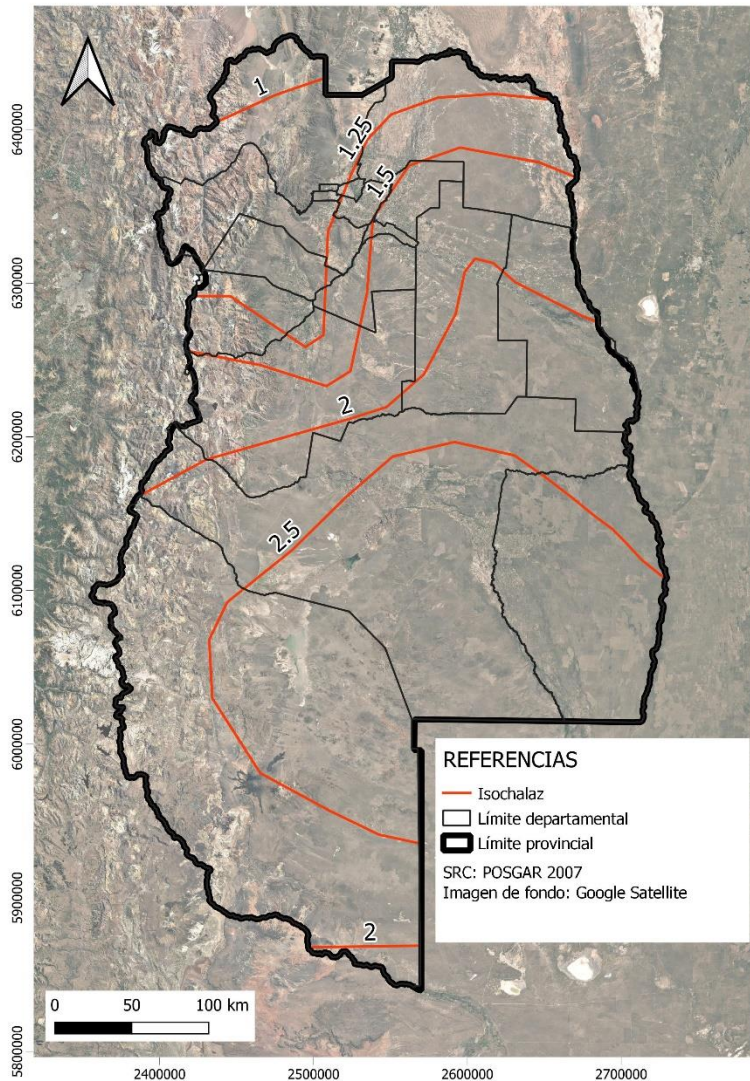 1
1.25
1.5
2
2.5
2
6400000
6300000
6200000
6100000
6000000
5900000
5800000
REFERENCIAS
Isochalaz
Límite departamental
Límite provincial
SRC: POSGAR 2007
Imagen de fondo: Google Satellite
0 50 100 km
2400000 2500000 2600000 2700000